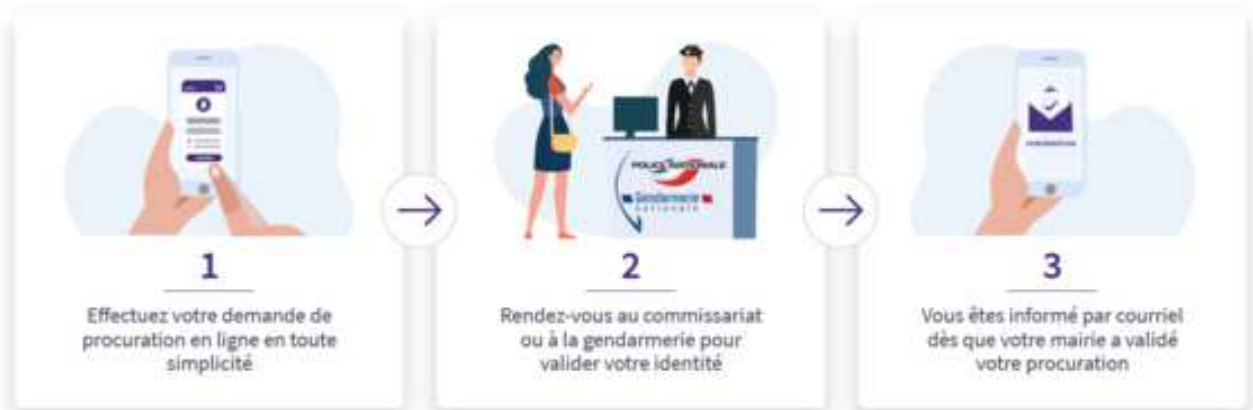 1
Effectuez votre demande de
procuration en ligne en toute
simplicité
POLICE NATIONALE
Gendarmerie
nationale
2
Rendez-vous au commissariat
ou à la gendarmerie pour
valider votre identité
3
Vous êtes informé par courriel
dès que votre mairie a validé
votre procuration